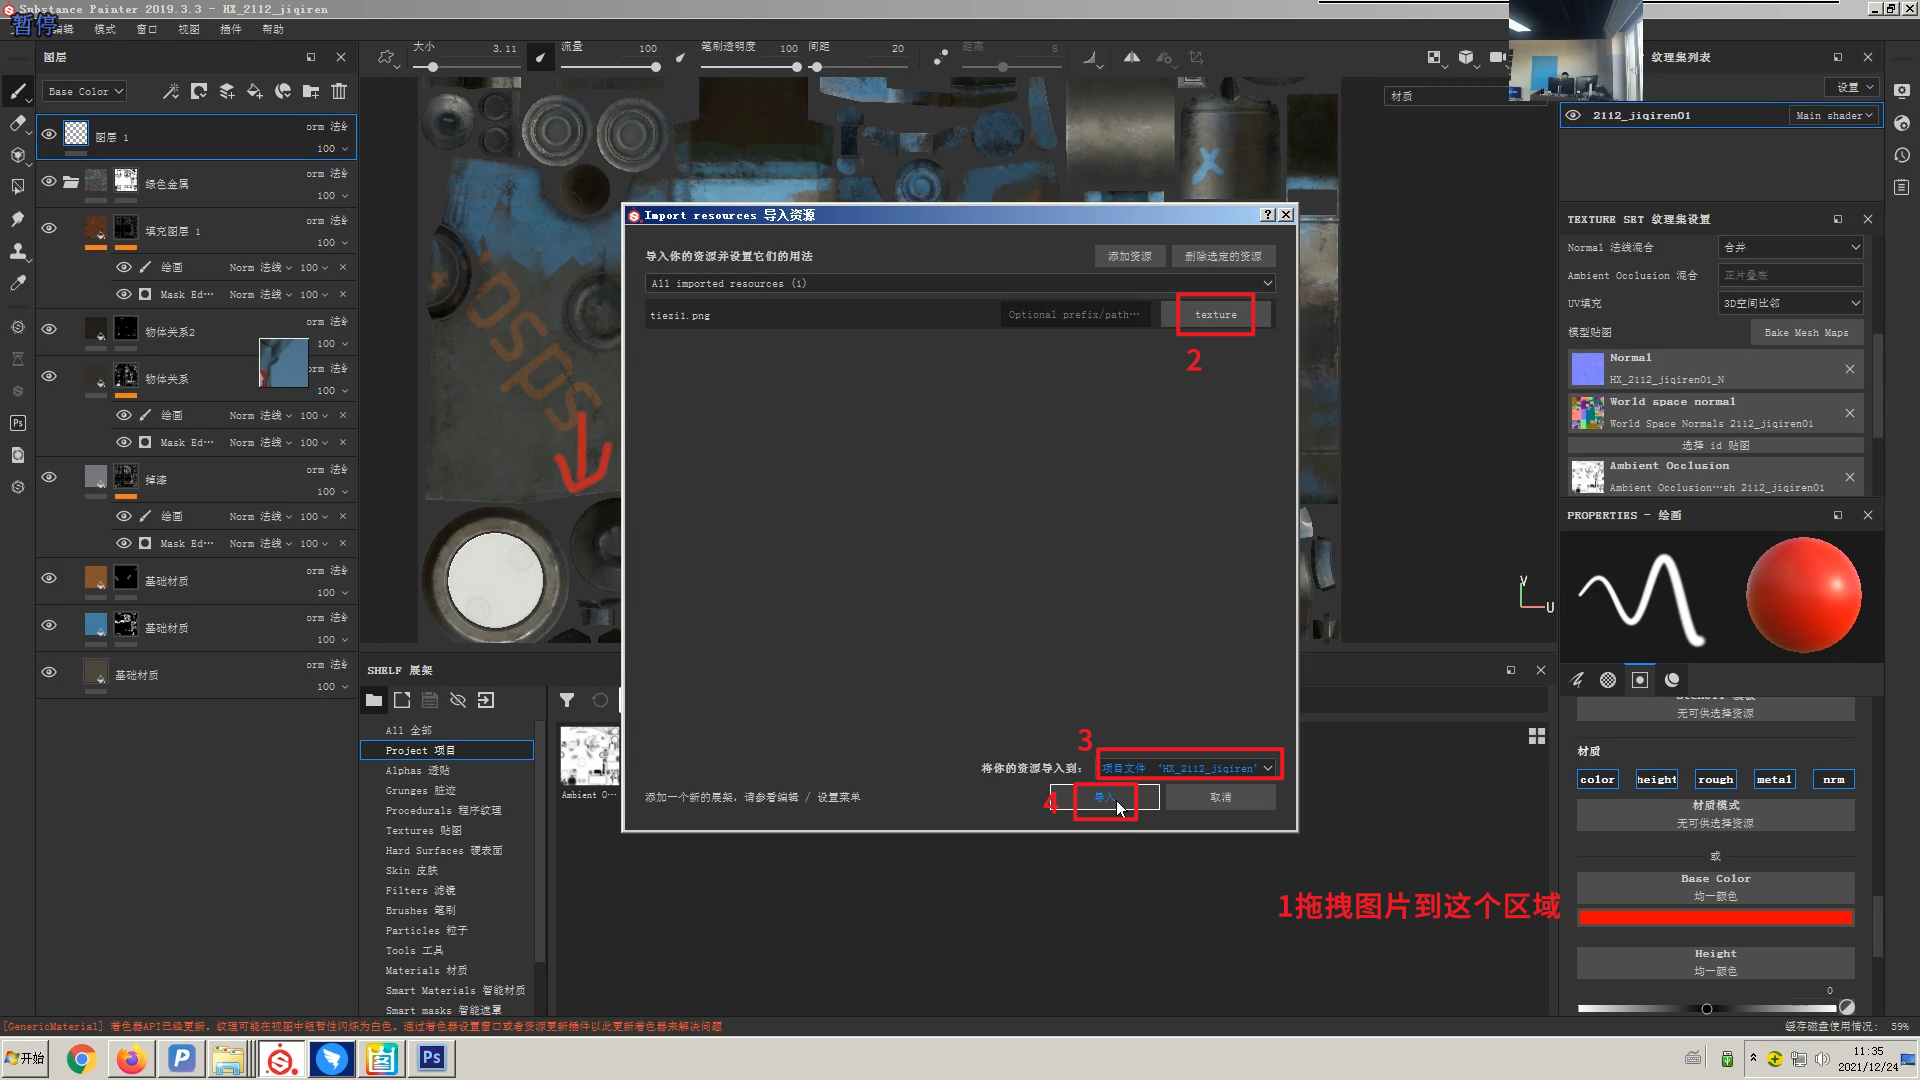 Substance Painter 2019.3.3 - HX_2112_jiqiren
暂停
编辑 模式 窗口 视图 插件 帮助
图层
大小 3.11
流量 100
笔刷透明度 100
间距 20
距离 8
材质
纹理集列表
设置
2112_jiqiren01 Main shader
Base Color
图层 1
orm 法线
100
绿色金属
orm 法线
100
填充图层 1
orm 法线
100
绘画 Norm 法线 100
Mask Ed… Norm 法线 100
物体关系2
orm 法线
100
物体关系
orm 法线
100
绘画 Norm 法线 100
Mask Ed… Norm 法线 100
掉漆
orm 法线
100
绘画 Norm 法线 100
Mask Ed… Norm 法线 100
基础材质
orm 法线
100
基础材质
orm 法线
100
基础材质
orm 法线
100
Ps
Import resources 导入资源
导入你的资源并设置它们的用法
添加资源 删除选定的资源
All imported resources (1)
tiezi1.png Optional prefix/path… texture
2
3
将你的资源导入到: 项目文件 'HX_2112_jiqiren'
添加一个新的展架, 请参看编辑 / 设置菜单
4 导入 取消
1拖拽图片到这个区域
V
U
SHELF 展架
All 全部
Project 项目
Alphas 透贴
Grunges 脏迹
Procedurals 程序纹理
Textures 贴图
Hard Surfaces 硬表面
Skin 皮肤
Filters 滤镜
Brushes 笔刷
Particles 粒子
Tools 工具
Materials 材质
Smart Materials 智能材质
Smart masks 智能遮罩
Ambient O…
TEXTURE SET 纹理集设置
Normal 法线混合 合并
Ambient Occlusion 混合 正片叠底
UV填充 3D空间比邻
模型贴图 Bake Mesh Maps
Normal
HX_2112_jiqiren01_N
World space normal
World Space Normals 2112_jiqiren01
选择 id 贴图
Ambient Occlusion
Ambient Occlusion…sh 2112_jiqiren01
PROPERTIES - 绘画
无可供选择资源
材质
color height rough metal nrm
材质模式
无可供选择资源
或
Base Color
均一颜色
Height
均一颜色
0
[GenericMaterial] 着色器API已经更新. 纹理可能在视图中短暂性闪烁为白色. 通过着色器设置窗口或者资源更新插件以此更新着色器来解决问题
缓存磁盘使用情况: 59%
开始
Ps
11:35
2021/12/24